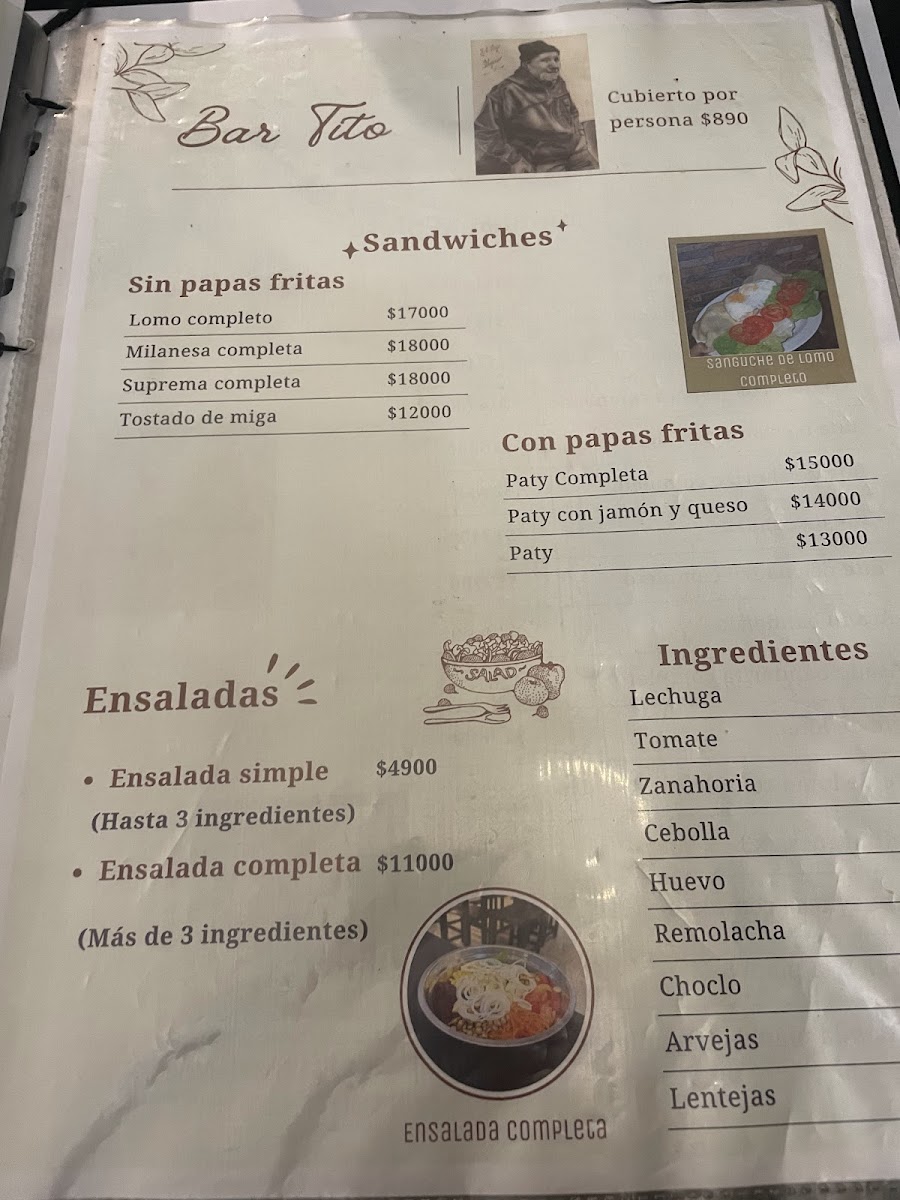 Bar Tito
Cubierto por
persona $890
Sandwiches
Sin papas fritas
Lomo completo $17000
Milanesa completa $18000
Suprema completa $18000
Tostado de miga $12000
SANGUCHE DE LOMO
COMPLETO
Con papas fritas
Paty Completa $15000
Paty con jamón y queso $14000
Paty $13000
Ensaladas
SALAD
• Ensalada simple $4900
(Hasta 3 ingredientes)
• Ensalada completa $11000
(Más de 3 ingredientes)
ENSALADA COMPLETA
Ingredientes
Lechuga
Tomate
Zanahoria
Cebolla
Huevo
Remolacha
Choclo
Arvejas
Lentejas